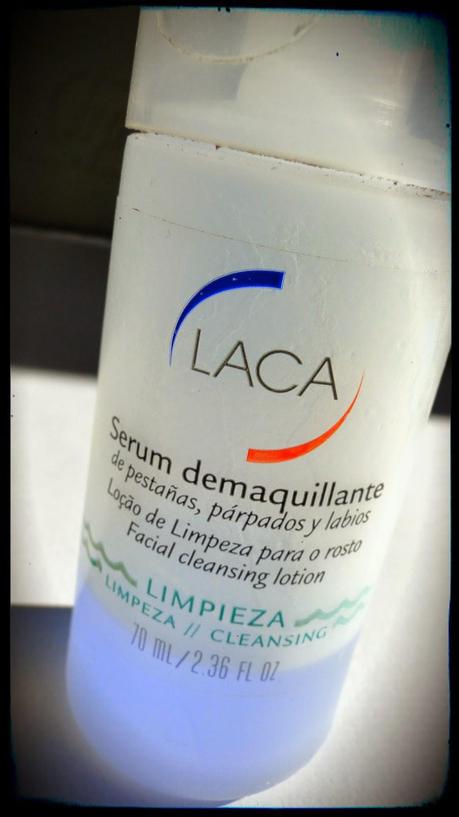 LACA
Serum demaquillante
de pestañas, párpados y labios
Loção de Limpeza para o rosto
Facial cleansing lotion
LIMPIEZA
LIMPEZA // CLEANSING
70 mL/2.36 FL OZ